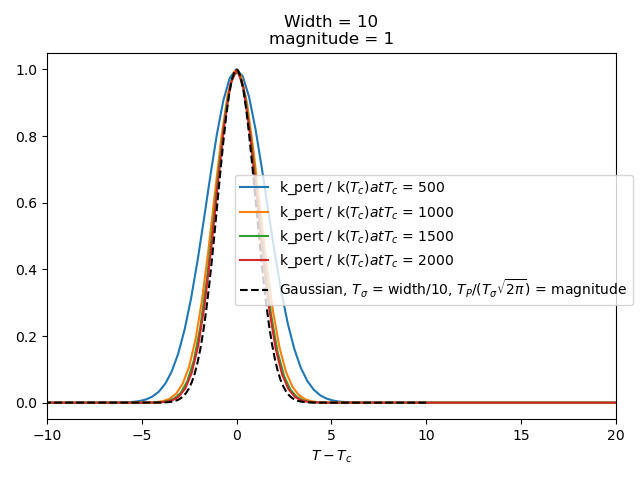 Width = 10
magnitude = 1
1.0
0.8
0.6
0.4
0.2
0.0
k_pert / k(T_c)atT_c = 500
k_pert / k(T_c)atT_c = 1000
k_pert / k(T_c)atT_c = 1500
k_pert / k(T_c)atT_c = 2000
Gaussian, T_σ = width/10, T_P/(T_σ√2π) = magnitude
−10 −5 0 5 10 15 20
T − T_c